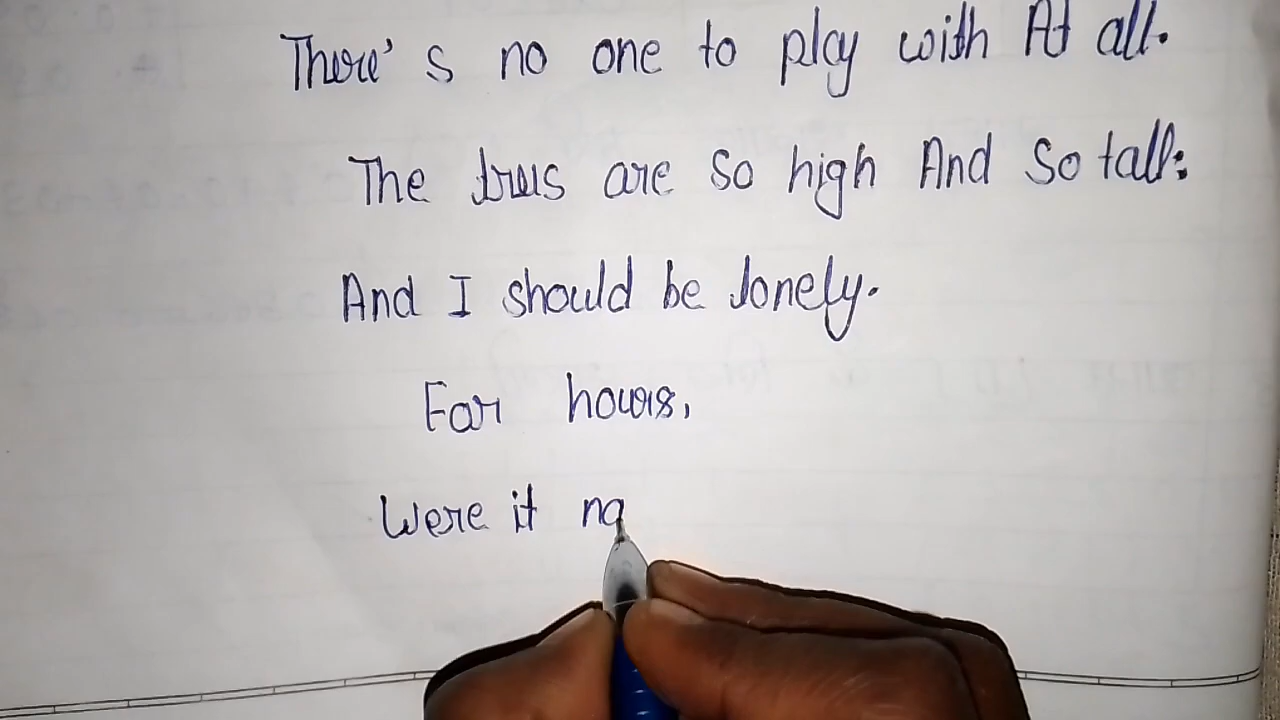 There's no one to play with At all.
The trees are so high And So tall:
And I should be lonely.
For hours,
Were it no